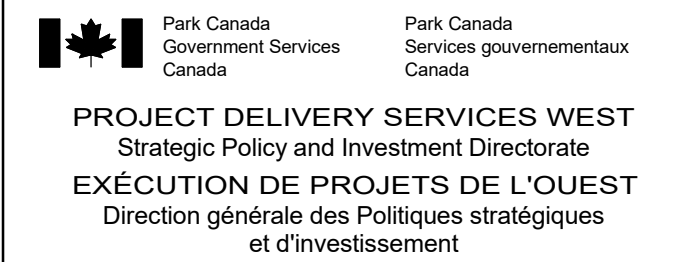 Park Canada
Government Services
Canada
Park Canada
Services gouvernementaux
Canada
PROJECT DELIVERY SERVICES WEST
Strategic Policy and Investment Directorate
EXÉCUTION DE PROJETS DE L'OUEST
Direction générale des Politiques stratégiques
et d'investissement